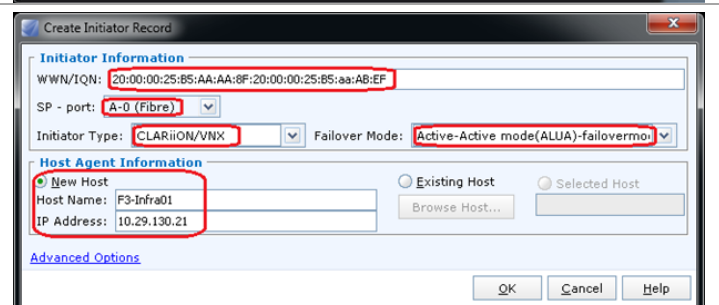 Create Initiator Record
Initiator Information
WWN/IQN: 20:00:00:25:B5:AA:AA:8F:20:00:00:25:B5:aa:AB:EF
SP - port: A-0 (Fibre)
Initiator Type: CLARiiON/VNX Failover Mode: Active-Active mode(ALUA)-failovermo
Host Agent Information
New Host Existing Host Selected Host
Host Name: F3-Infra01 Browse Host...
IP Address: 10.29.130.21
Advanced Options
OK Cancel Help